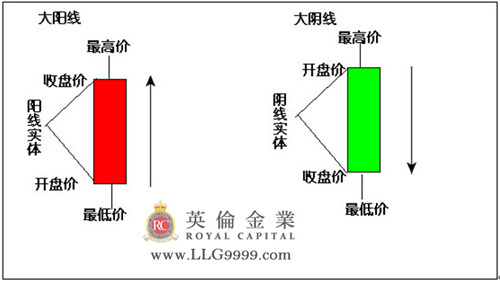 大阳线
最高价
收盘价
阳线实体
开盘价
最低价
大阴线
最高价
开盘价
阴线实体
收盘价
最低价
RC
英倫金業
ROYAL CAPITAL
www.LLG9999.com